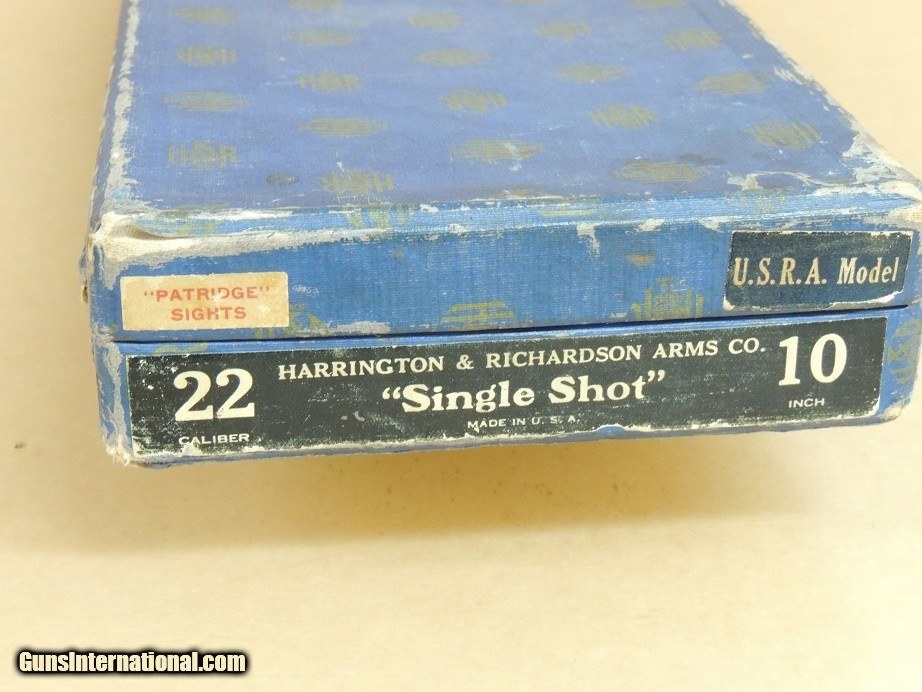 H&R
H&R
H&R
H&R
H&R
H&R
H&R
"PATRIDGE"
SIGHTS
U.S.R.A. Model
22
CALIBER
HARRINGTON & RICHARDSON ARMS CO.
"Single Shot"
MADE IN U. S. A.
10
INCH
GunsInternational.com